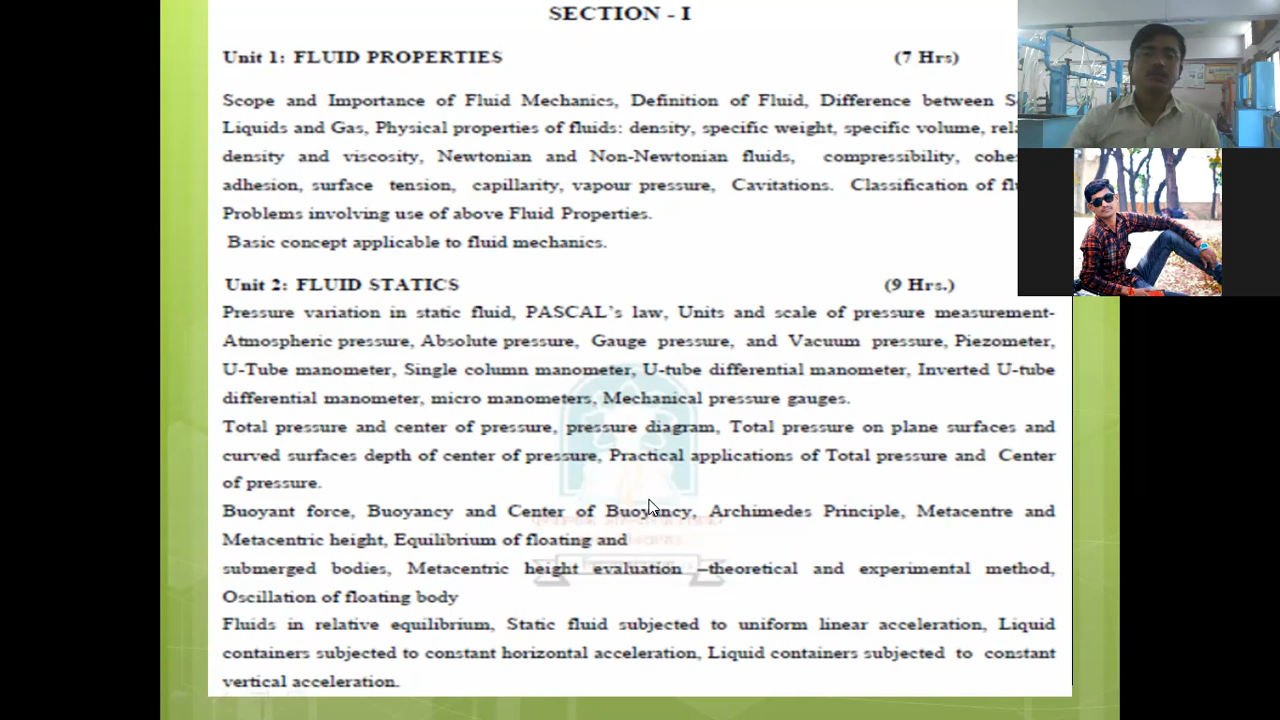 SECTION - I
Unit 1: FLUID PROPERTIES (7 Hrs)
Scope and Importance of Fluid Mechanics, Definition of Fluid, Difference between
Liquids and Gas, Physical properties of fluids: density, specific weight, specific volume,
density and viscosity, Newtonian and Non-Newtonian fluids, compressibility,
adhesion, surface tension, capillarity, vapour pressure, Cavitations. Classification of
Problems involving use of above Fluid Properties.
Basic concept applicable to fluid mechanics.
Unit 2: FLUID STATICS (9 Hrs.)
Pressure variation in static fluid, PASCAL's law, Units and scale of pressure measurement-
Atmospheric pressure, Absolute pressure, Gauge pressure, and Vacuum pressure, Piezometer,
U-Tube manometer, Single column manometer, U-tube differential manometer, Inverted U-tube
differential manometer, micro manometers, Mechanical pressure gauges.
Total pressure and center of pressure, pressure diagram, Total pressure on plane surfaces and
curved surfaces depth of center of pressure, Practical applications of Total pressure and Center
of pressure.
Buoyant force, Buoyancy and Center of Buoyancy, Archimedes Principle, Metacentre and
Metacentric height, Equilibrium of floating and
submerged bodies, Metacentric height evaluation –theoretical and experimental method,
Oscillation of floating body
Fluids in relative equilibrium, Static fluid subjected to uniform linear acceleration, Liquid
containers subjected to constant horizontal acceleration, Liquid containers subjected to constant
vertical acceleration.